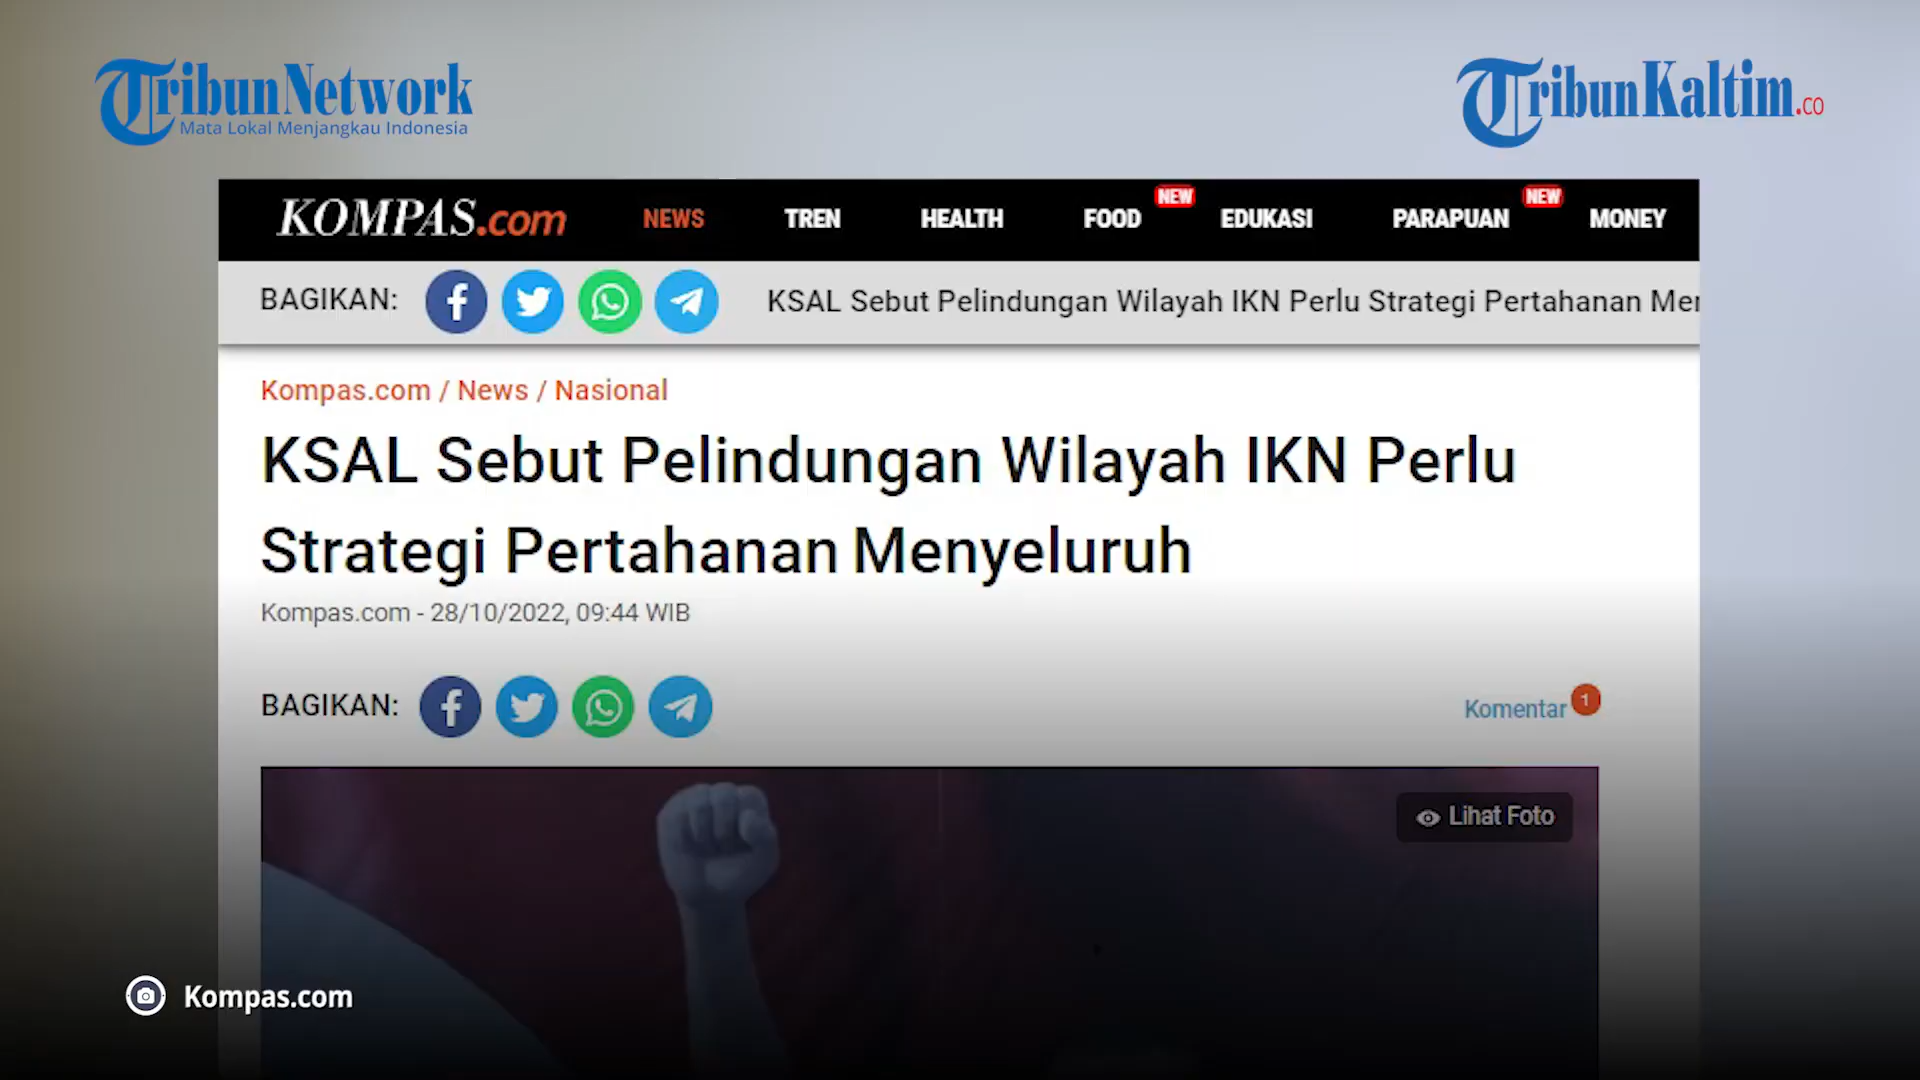 TribunNetwork
Mata Lokal Menjangkau Indonesia
TribunKaltim.co
KOMPAS.com NEWS TREN HEALTH FOOD NEW EDUKASI PARAPUAN NEW MONEY
BAGIKAN: KSAL Sebut Pelindungan Wilayah IKN Perlu Strategi Pertahanan
Kompas.com / News / Nasional
KSAL Sebut Pelindungan Wilayah IKN Perlu
Strategi Pertahanan Menyeluruh
Kompas.com - 28/10/2022, 09:44 WIB
BAGIKAN:
Komentar 1
Lihat Foto
Kompas.com